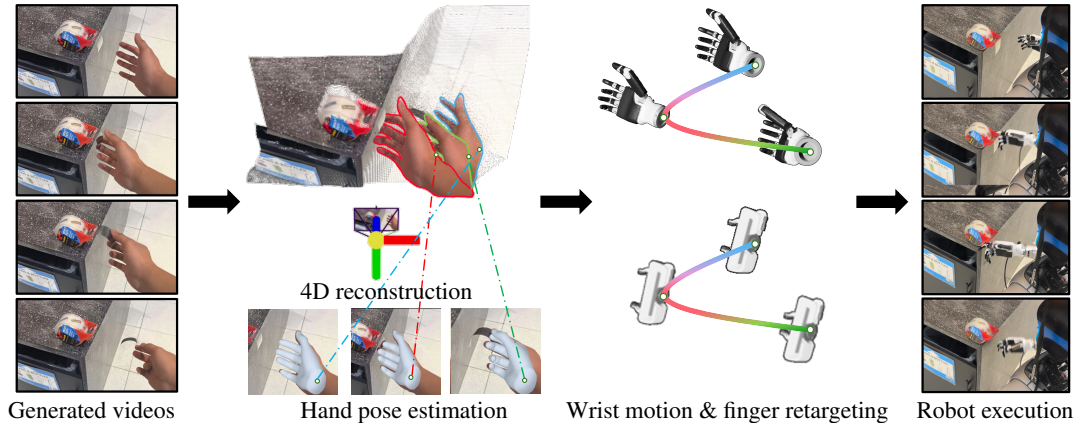 4D reconstruction
Generated videos
Hand pose estimation
Wrist motion & finger retargeting
Robot execution